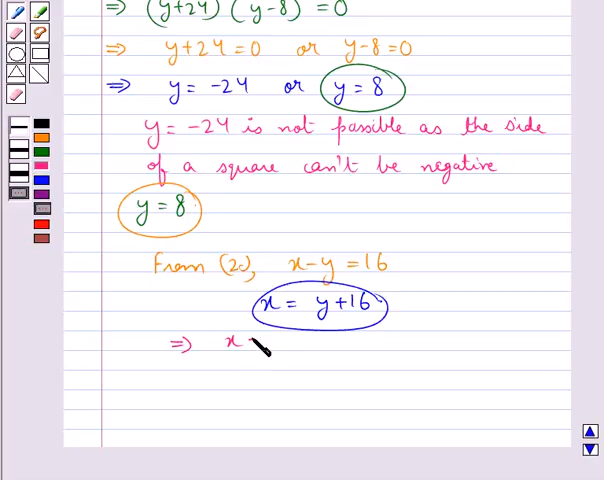 ⇒ (y+24) (y-8) =0
⇒ y+24=0 or y-8=0
⇒ y = -24 or y = 8
y = -24 is not possible as the side
of a square can't be negative
y = 8
From (2), x-y = 16
x = y+16
⇒ x